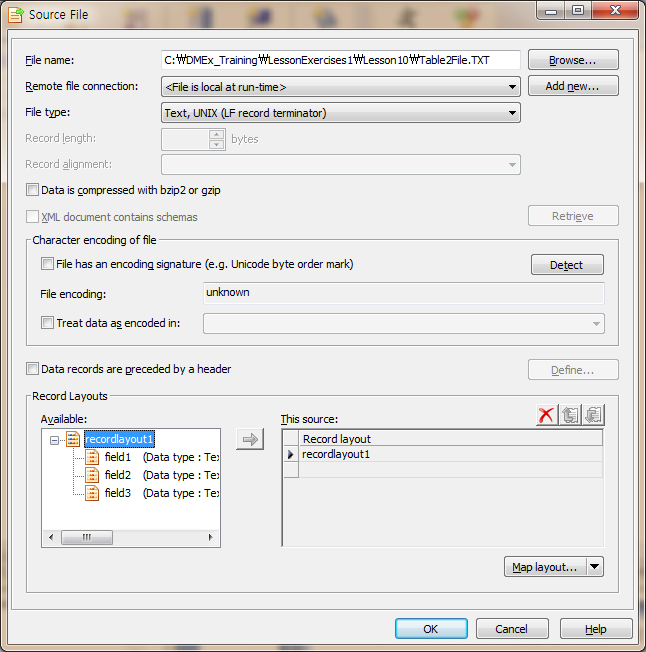 Source File
File name: C:₩DMEx_Training₩LessonExercises1₩Lesson10₩Table2File.TXT Browse...
Remote file connection: <File is local at run-time> Add new...
File type: Text, UNIX (LF record terminator)
Record length: bytes
Record alignment:
Data is compressed with bzip2 or gzip
XML document contains schemas Retrieve
Character encoding of file
File has an encoding signature (e.g. Unicode byte order mark) Detect
File encoding: unknown
Treat data as encoded in:
Data records are preceded by a header Define...
Record Layouts
Available:
recordlayout1
field1 (Data type : Te
field2 (Data type : Te
field3 (Data type : Te
This source:
Record layout
recordlayout1
Map layout...
OK Cancel Help